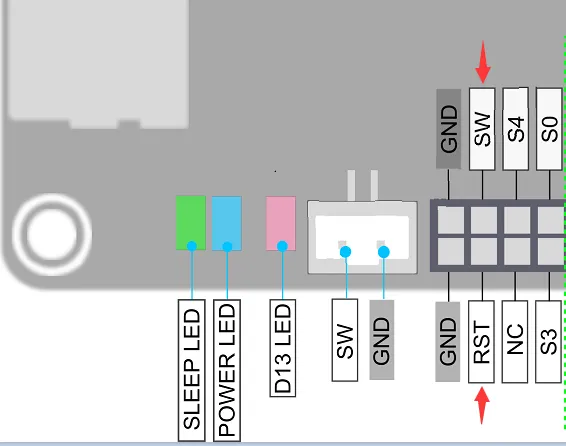 GND
SW
S4
S0
SLEEP LED
POWER LED
D13 LED
SW
GND
GND
RST
NC
S3